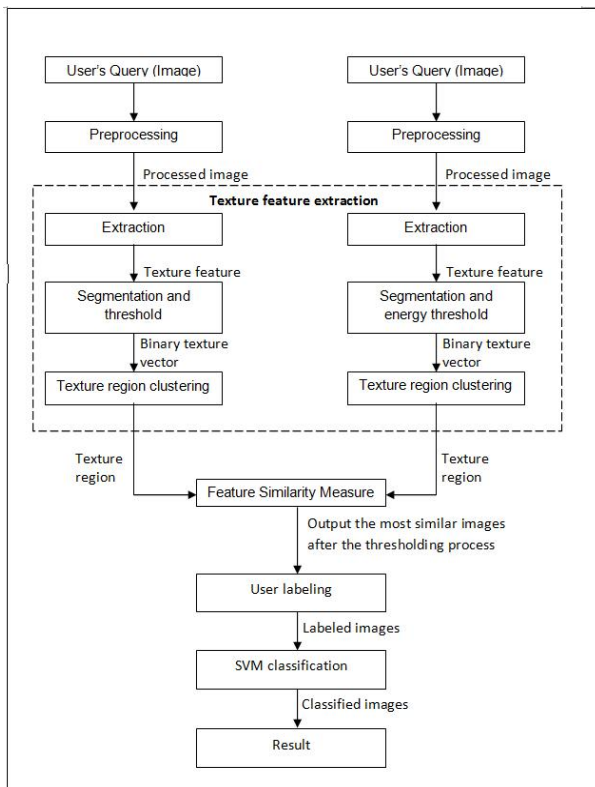 User's Query (Image)
User's Query (Image)
Preprocessing
Preprocessing
Processed image
Processed image
Texture feature extraction
Extraction
Extraction
Texture feature
Texture feature
Segmentation and
threshold
Segmentation and
energy threshold
Binary texture
vector
Binary texture
vector
Texture region clustering
Texture region clustering
Texture
region
Texture
region
Feature Similarity Measure
Output the most similar images
after the thresholding process
User labeling
Labeled images
SVM classification
Classified images
Result